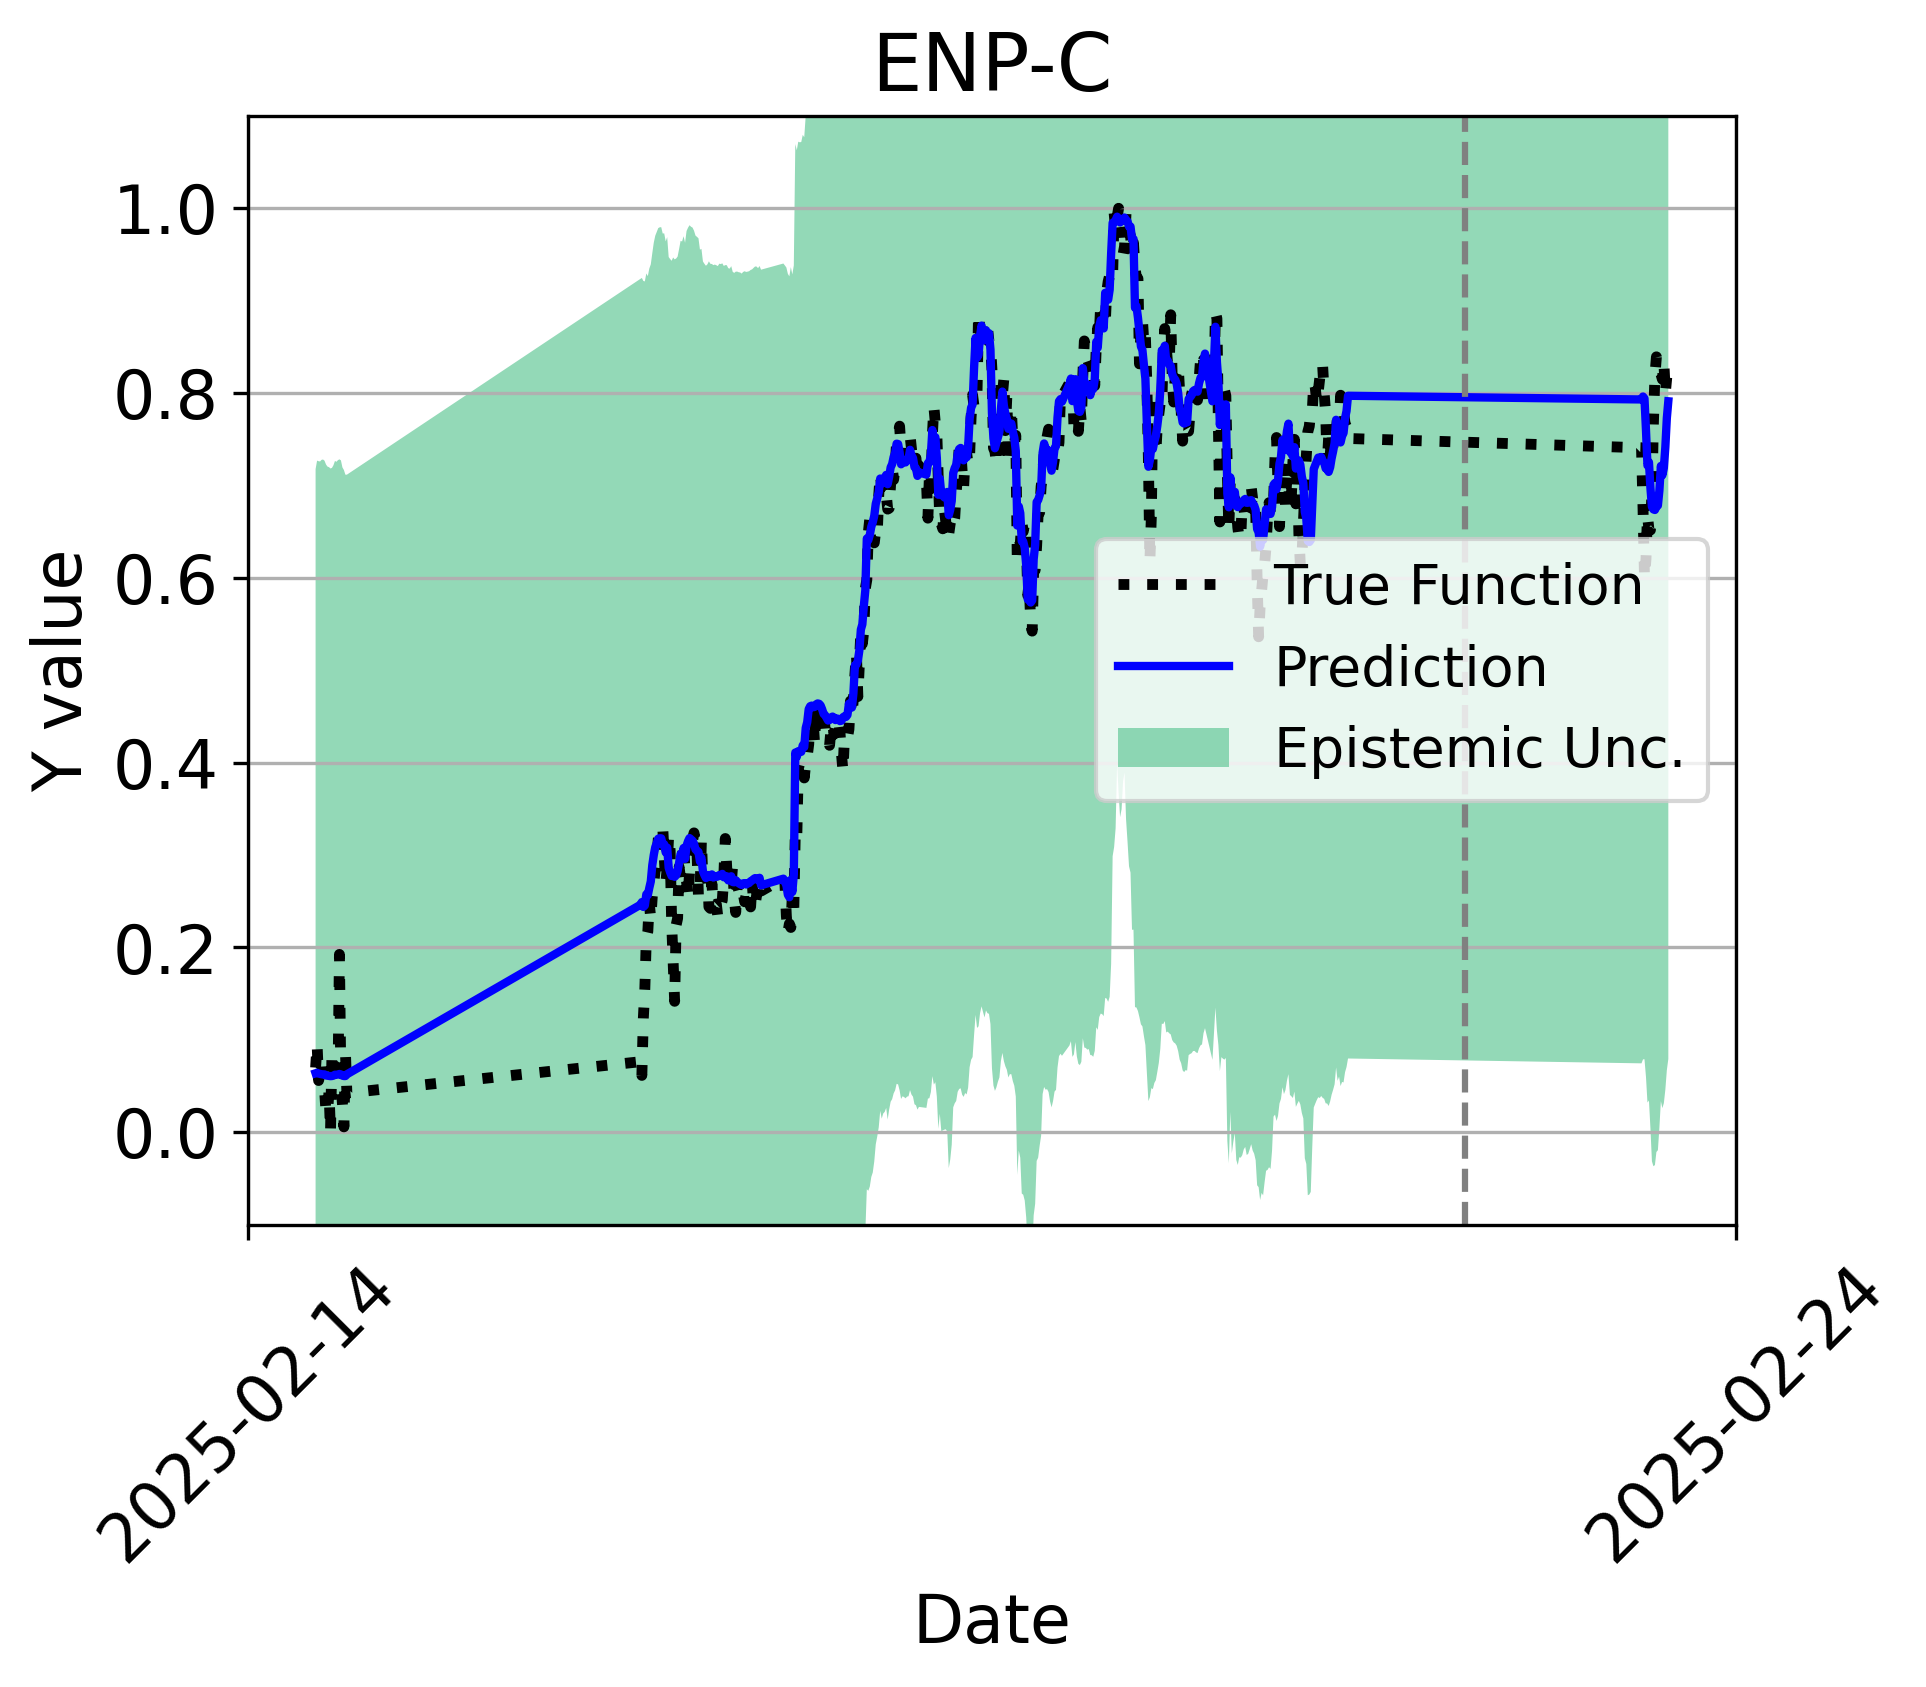 ENP-C
Y value
1.0
0.8
0.6
0.4
0.2
0.0
True Function
Prediction
Epistemic Unc.
2025-02-14
2025-02-24
Date